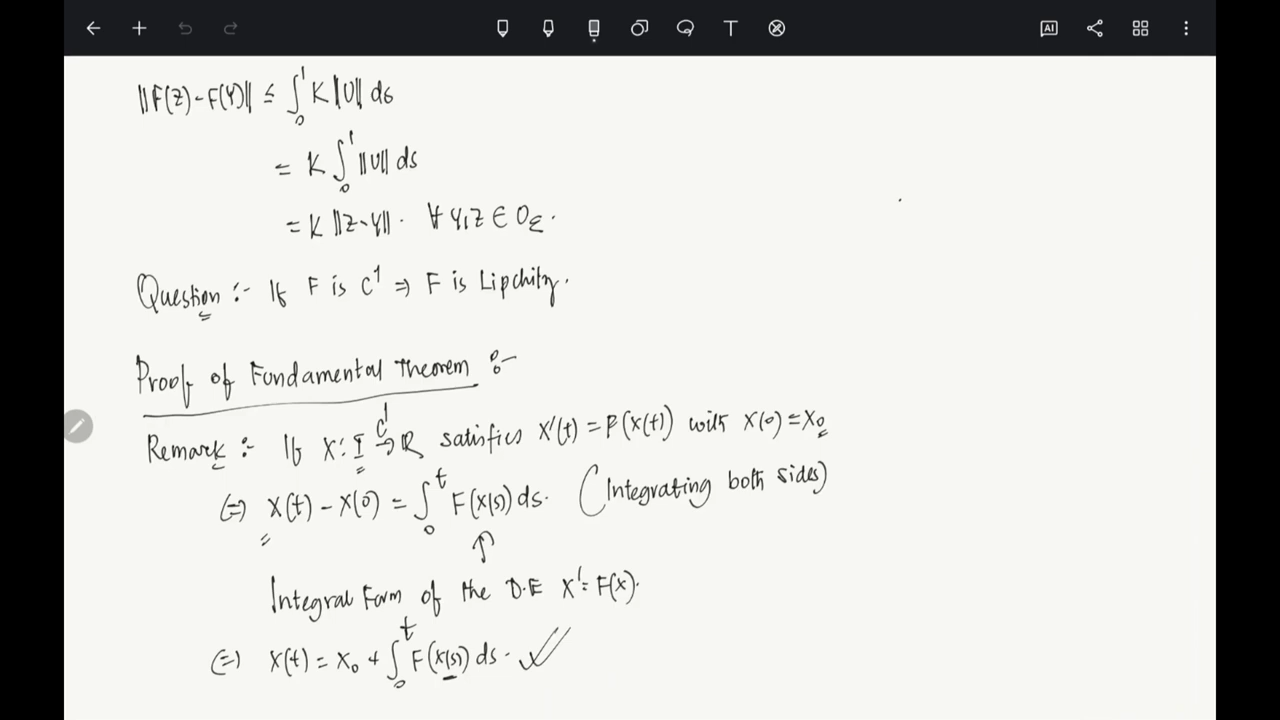 T
AI
||F(Z)-F(Y)|| ≤ ∫₀¹ K||U|| ds
= K ∫₀¹ ||U|| ds
= K ||Z-Y||. ∀ Y,Z ∈ O_ε.
Question :- If F is C¹ ⇒ F is Lipchitz.
Proof of Fundamental Theorem :-
Remark :- If X: I →^{C¹} R satisfies X'(t) = F(X(t)) with X(0) = X₀
(=) X(t) - X(0) = ∫₀ᵗ F(X(s)) ds. (Integrating both sides)
↑
Integral Form of the D.E X' = F(X).
(=) X(t) = X₀ + ∫₀ᵗ F(X(s)) ds.